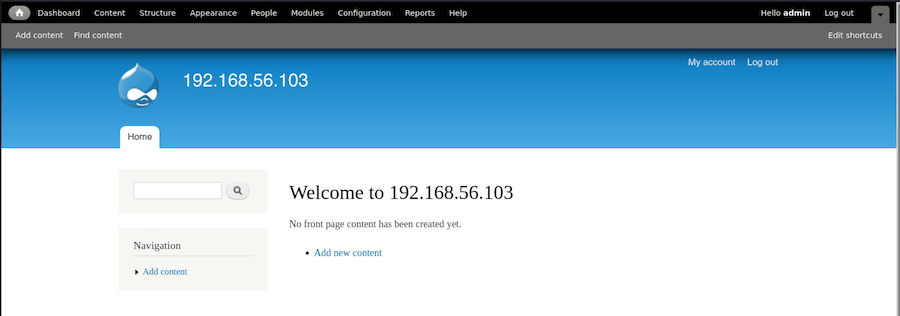 Dashboard Content Structure Appearance People Modules Configuration Reports Help Hello admin Log out
Add content Find content Edit shortcuts
My account Log out
192.168.56.103
Home
Welcome to 192.168.56.103
No front page content has been created yet.
Add new content
Navigation
Add content